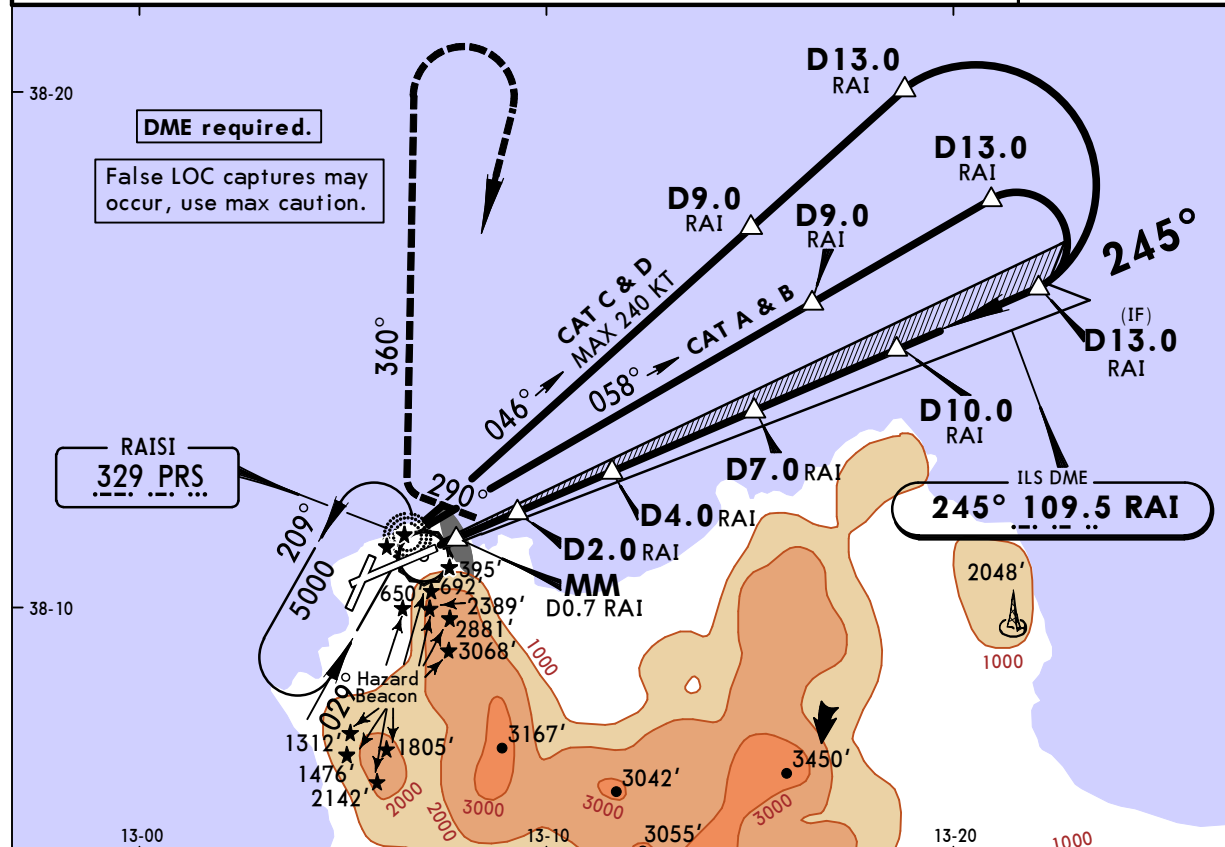 38-20
DME required.
False LOC captures may
occur, use max caution.
D13.0
RAI
D13.0
RAI
D9.0
RAI
D9.0
RAI
245°
CAT C & D
MAX 240 KT
046°
058°
CAT A & B
360°
(IF)
D13.0
RAI
D10.0
RAI
D7.0 RAI
D4.0 RAI
D2.0 RAI
MM
D0.7 RAI
RAISI
329 PRS
290°
ILS DME
245° 109.5 RAI
209°
5000
029°
38-10
395'
692'
650'
2389'
2881'
3068'
Hazard
Beacon
1312'
1476'
2142'
1805'
3167'
3042'
3055'
3450'
2048'
1000
1000
2000
2000
3000
3000
3000
1000
13-00
13-10
13-20